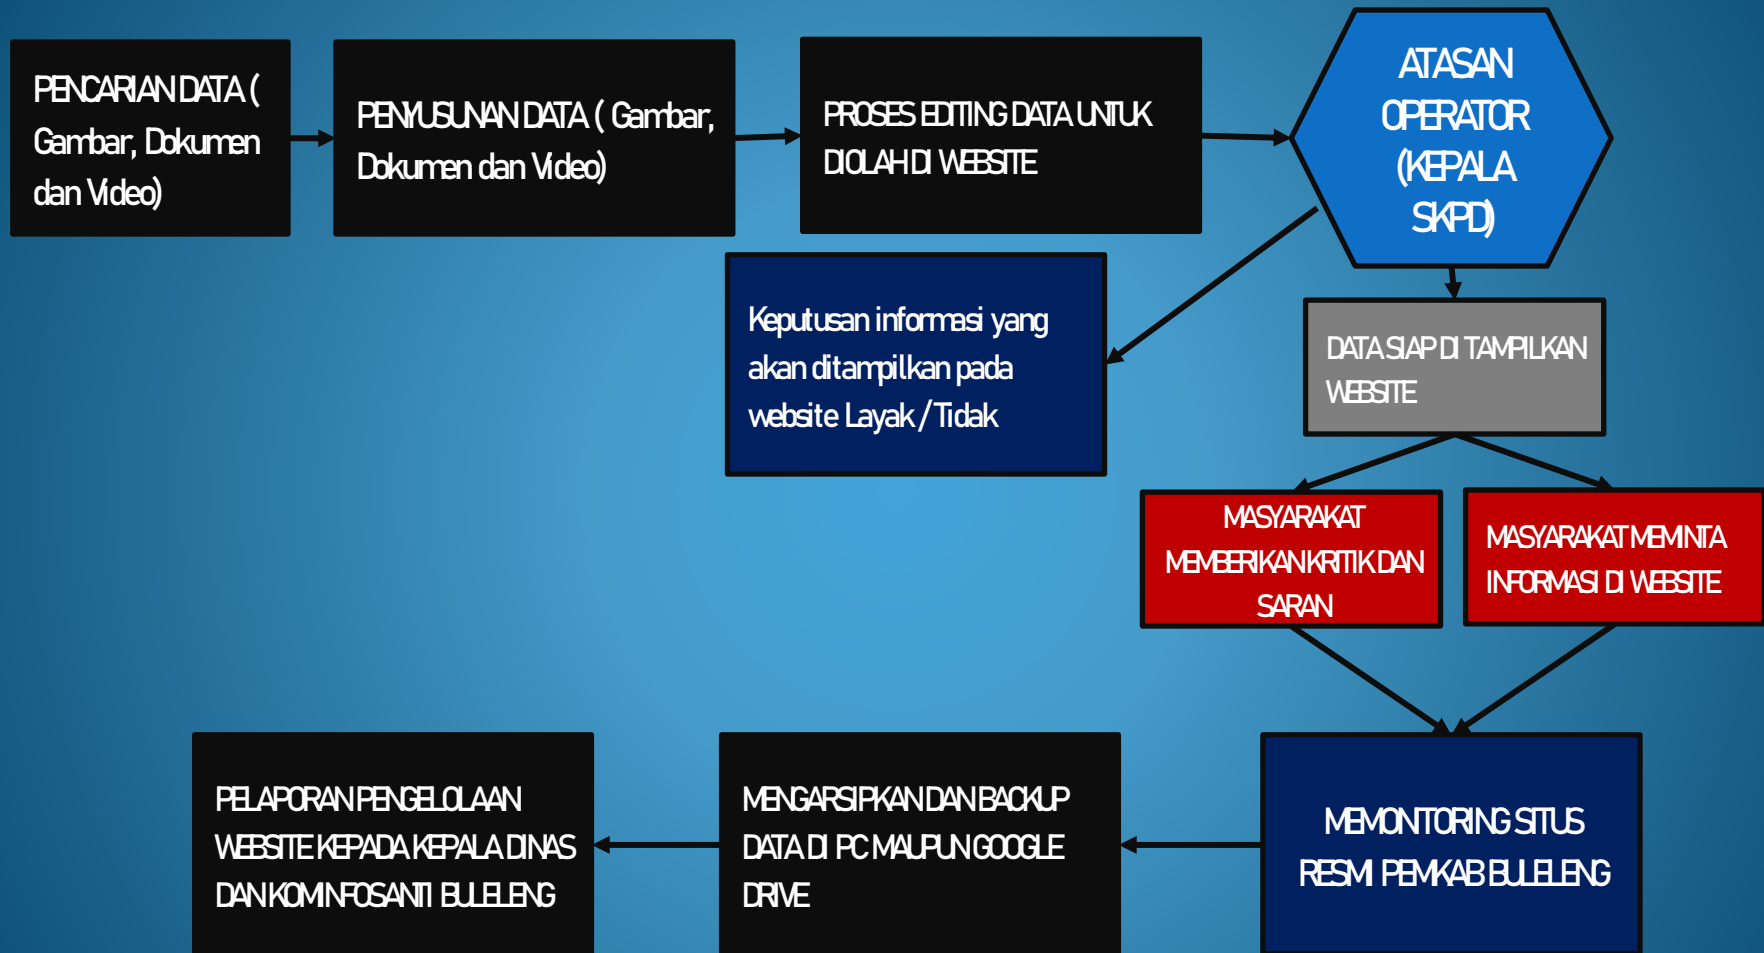 PENCARIAN DATA (
Gambar, Dokumen
dan Video)
PENYUSUNAN DATA ( Gambar,
Dokumen dan Video)
PROSES EDITING DATA UNTUK
DIOLAH DI WEBSITE
ATASAN
OPERATOR
(KEPALA
SKPD)
Keputusan informasi yang
akan ditampilkan pada
website Layak / Tidak
DATA SIAP DI TAMPILKAN
WEBSITE
MASYARAKAT
MEMBERIKAN KRITIK DAN
SARAN
MASYARAKAT MEMINTA
INFORMASI DI WEBSITE
PELAPORAN PENGELOLAAN
WEBSITE KEPADA KEPALA DINAS
DAN KOMINFOSANTI BULELENG
MENGARSIPKAN DAN BACKUP
DATA DI PC MAUPUN GOOGLE
DRIVE
MEMONITORING SITUS
RESMI PEMKAB BULELENG